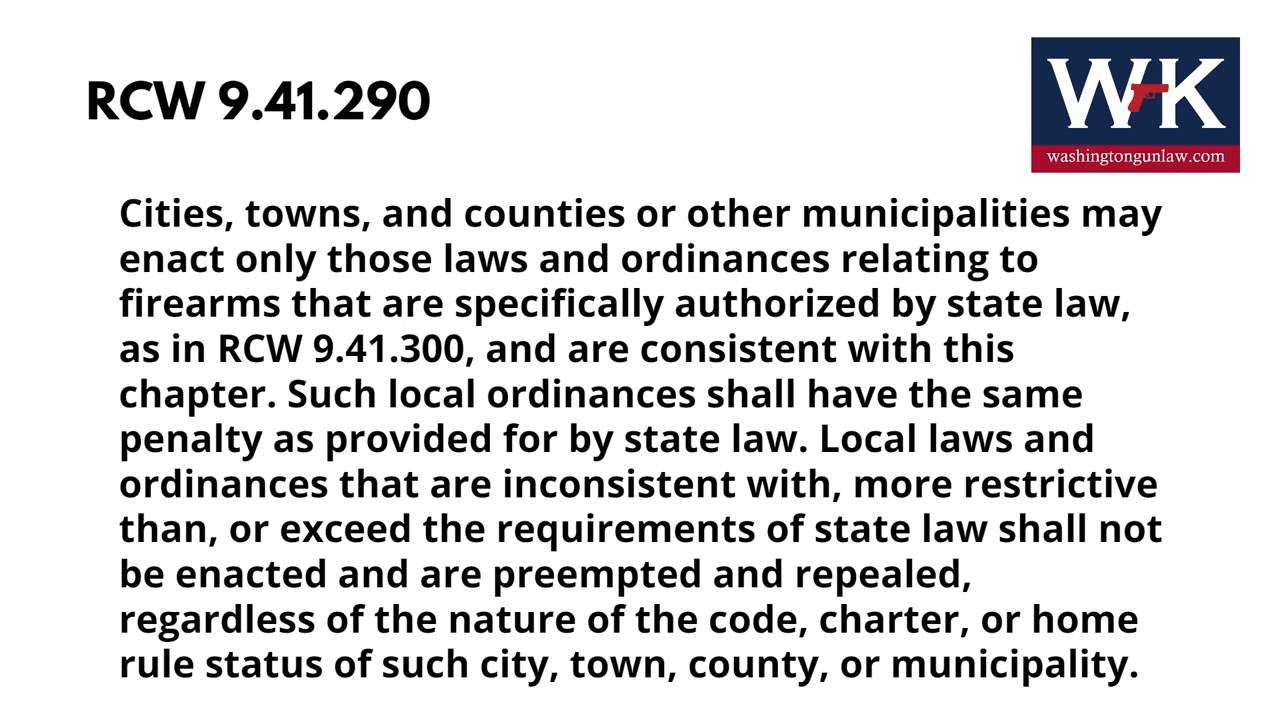 RCW 9.41.290
WK
washingtongunlaw.com
Cities, towns, and counties or other municipalities may
enact only those laws and ordinances relating to
firearms that are specifically authorized by state law,
as in RCW 9.41.300, and are consistent with this
chapter. Such local ordinances shall have the same
penalty as provided for by state law. Local laws and
ordinances that are inconsistent with, more restrictive
than, or exceed the requirements of state law shall not
be enacted and are preempted and repealed,
regardless of the nature of the code, charter, or home
rule status of such city, town, county, or municipality.